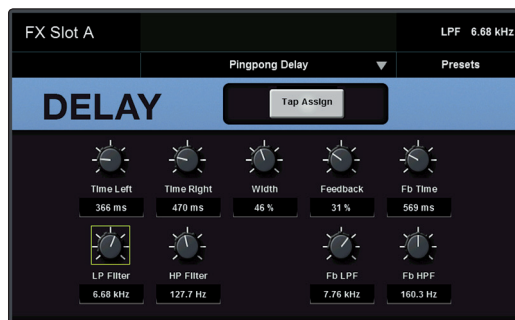 FX Slot A
LPF 6.68 kHz
Pingpong Delay
Presets
DELAY
Tap Assign
Time Left
Time Right
Width
Feedback
Fb Time
366 ms
470 ms
46 %
31 %
569 ms
LP Filter
HP Filter
Fb LPF
Fb HPF
6.68 kHz
127.7 Hz
7.76 kHz
160.3 Hz